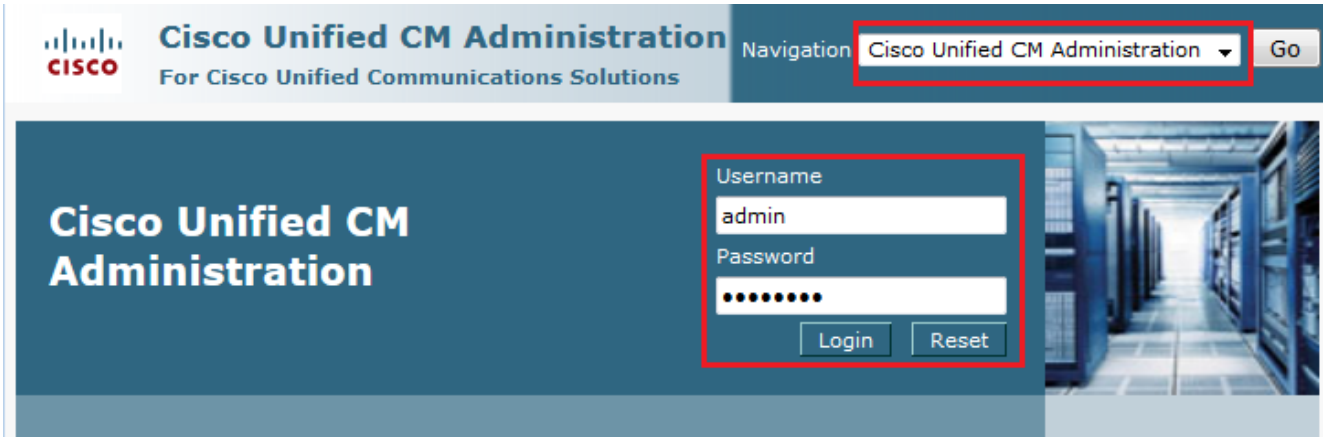 CISCO
Cisco Unified CM Administration
For Cisco Unified Communications Solutions
Navigation Cisco Unified CM Administration Go
Cisco Unified CM
Administration
Username
admin
Password
••••••••
Login Reset